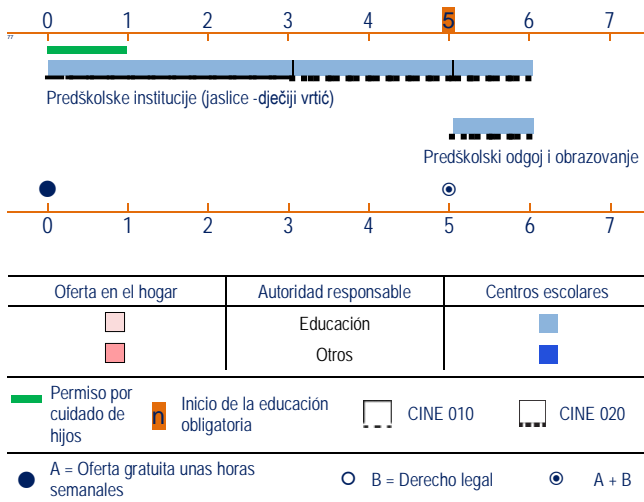 0 1 2 3 4 5 6 7
77
Predškolske institucije (jaslice -dječiji vrtić)
Predškolski odgoj i obrazovanje
0 1 2 3 4 5 6 7
Oferta en el hogar Autoridad responsable Centros escolares
Educación
Otros
Permiso por cuidado de hijos
n Inicio de la educación obligatoria
CINE 010
CINE 020
A = Oferta gratuita unas horas semanales
B = Derecho legal
A + B